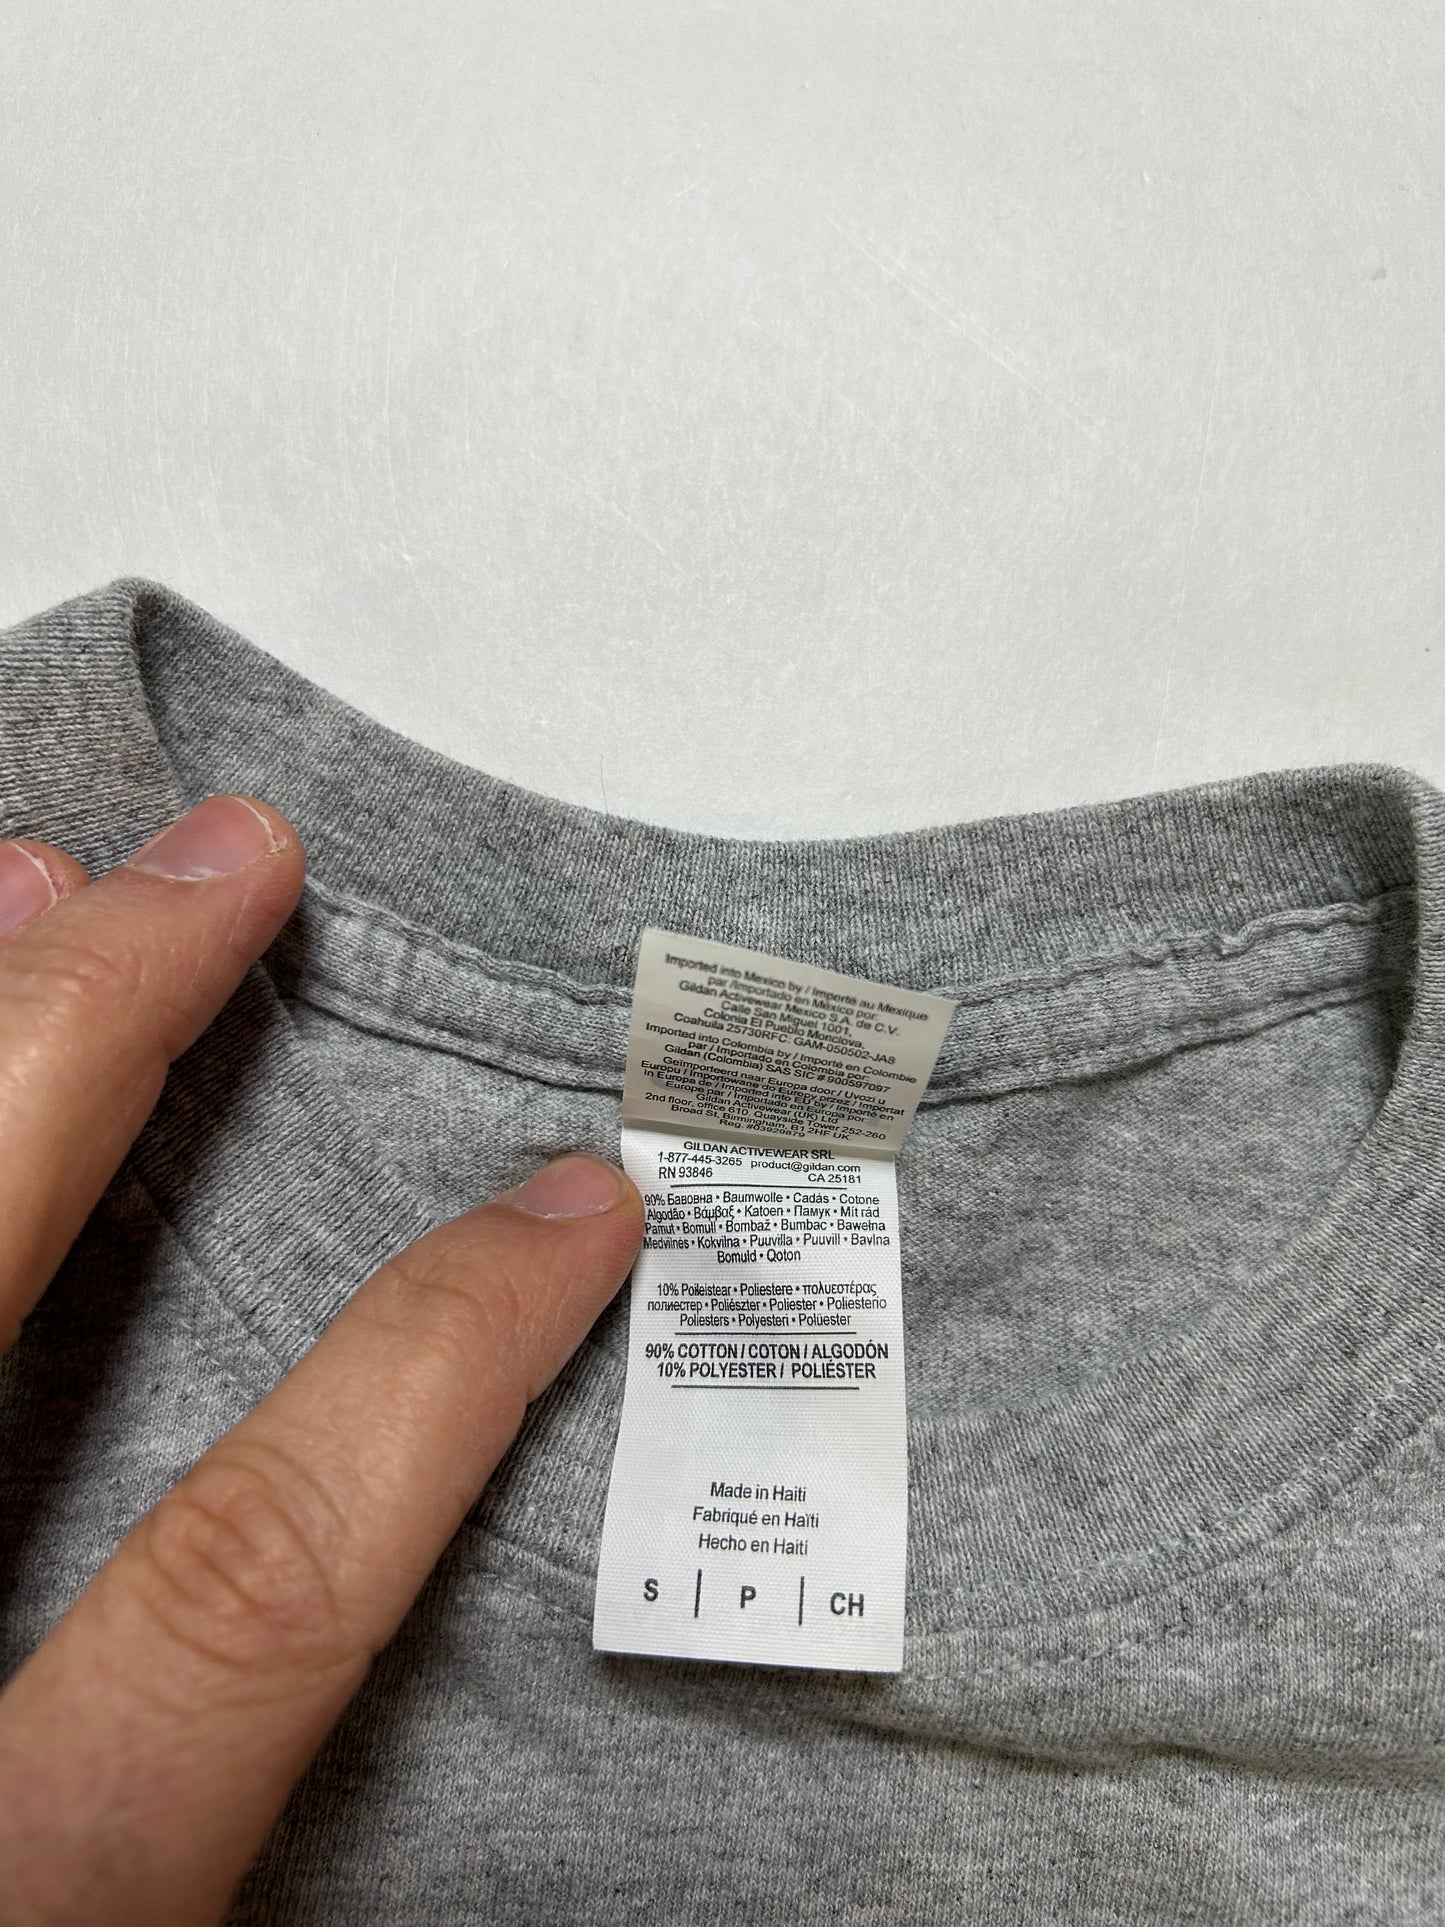 Imported into Mexico by / Importé au Mexique
par /Importado en México por:
Gildan Activewear Mexico S.A. de C.V.
Calle San Miguel 1001,
Colonia El Pueblo Monclova,
Coahuila 25730RFC: GAM-050502-JA8
Imported into Colombia by / Importé en Colombie
par / Importado en Colombia por:
Gildan (Colombia) SAS SIC # 900597097
Geïmporteerd naar Europa door / Uvozi u
Europu / Importowane do Europy przez / Importat
in Europa de / Imported into EU by / Importé en
Europe par / Importado en Europa por
Gildan Activewear (UK) Ltd
2nd floor, office 610, Quayside Tower 252-260
Broad St, Birmingham, B1 2HF UK
Reg. #03929879
GILDAN ACTIVEWEAR SRL
1-877-445-3265 product@gildan.com
RN 93846 CA 25181
90% Бавовна • Baumwolle • Cadás • Cotone
Algodão • Βάμβαξ • Katoen • Памук • Mit rád
Pamut • Bomull • Bombaž • Bumbac • Bawełna
Medvilnės • Kokvilna • Puuvilla • Puuvill • Bavlna
Bomuld • Qoton
10% Poileistear • Poliestere • πολυεστέρας
полиестер • Poliészter • Poliester • Poliesterio
Poliesters • Polyesteri • Polüester
90% COTTON / COTON / ALGODÓN
10% POLYESTER / POLIÉSTER
Made in Haiti
Fabriqué en Haïti
Hecho en Haití
S | P | CH